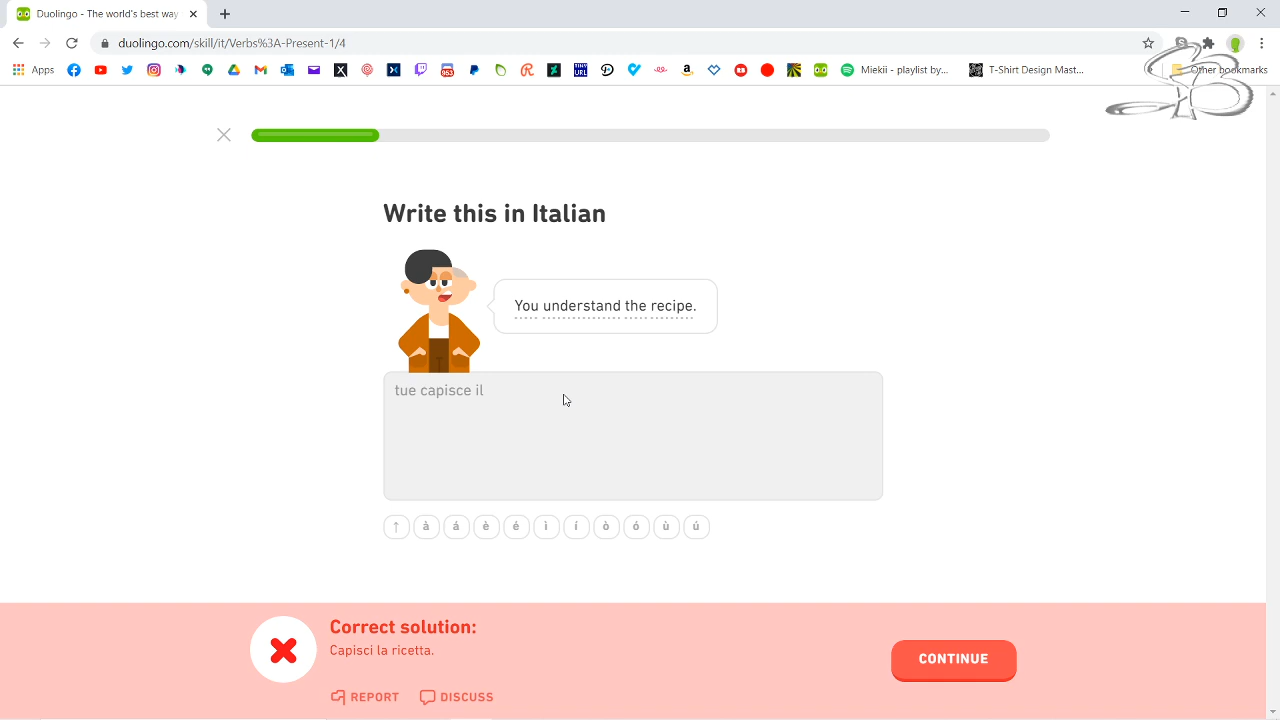 Duolingo - The world's best way
duolingo.com/skill/it/Verbs%3A-Present-1/4
Apps
Miekii - playlist by...
T-Shirt Design Mast...
Other bookmarks
Write this in Italian
You understand the recipe.
tue capisce il
↑ à á è é ì í ò ó ù ú
Correct solution:
Capisci la ricetta.
CONTINUE
REPORT DISCUSS